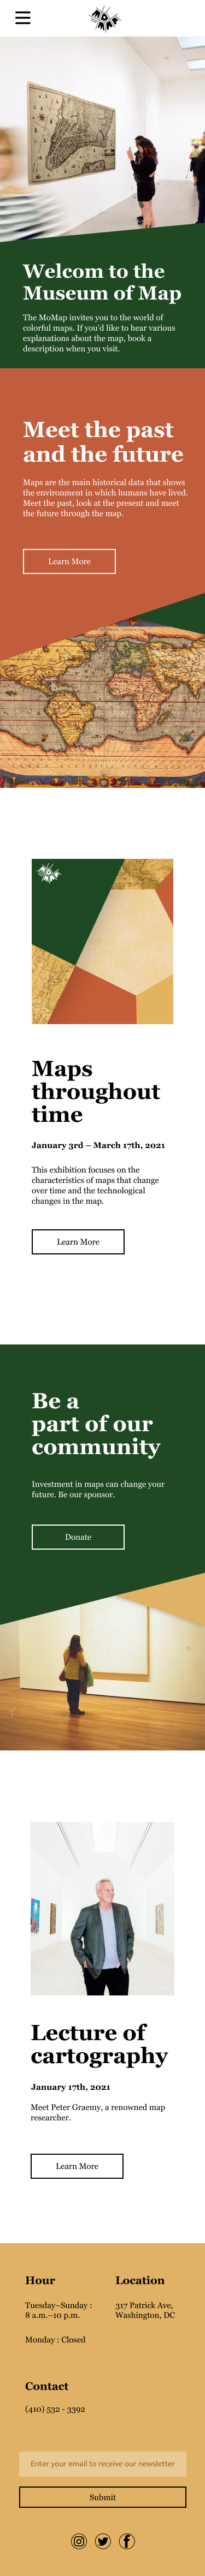 Welcom to the
Museum of Map
The MoMap invites you to the world of
colorful maps. If you'd like to hear various
explanations about the map, book a
description when you visit.
Meet the past
and the future
Maps are the main historical data that shows
the environment in which humans have lived.
Meet the past, look at the present and meet
the future through the map.
Learn More
Maps
throughout
time
January 3rd – March 17th, 2021
This exhibition focuses on the
characteristics of maps that change
over time and the technological
changes in the map.
Learn More
Be a
part of our
community
Investment in maps can change your
future. Be our sponsor.
Donate
Lecture of
cartography
January 17th, 2021
Meet Peter Graemy, a renowned map
researcher.
Learn More
Hour
Tuesday–Sunday :
8 a.m.–10 p.m.
Monday : Closed
Location
317 Patrick Ave,
Washington, DC
Contact
(410) 532 - 3392
Enter your email to receive our newsletter
Submit